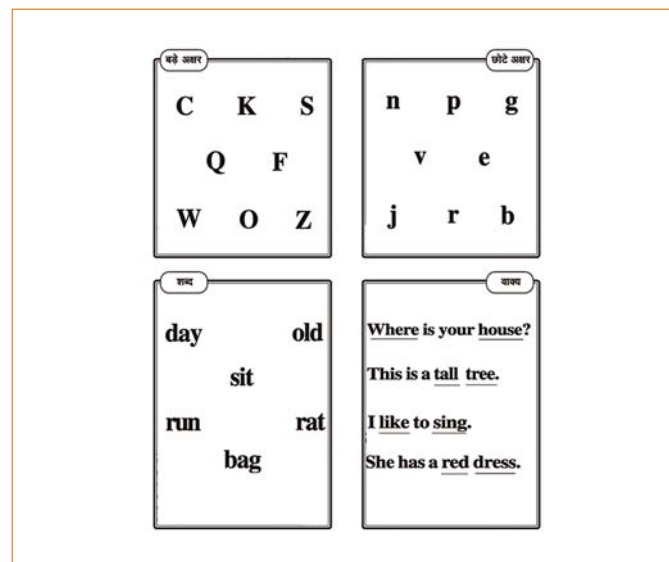 बड़े अक्षर
C K S
Q F
W O Z
छोटे अक्षर
n p g
v e
j r b
शब्द
day old
sit
run rat
bag
वाक्य
Where is your house?
This is a tall tree.
I like to sing.
She has a red dress.